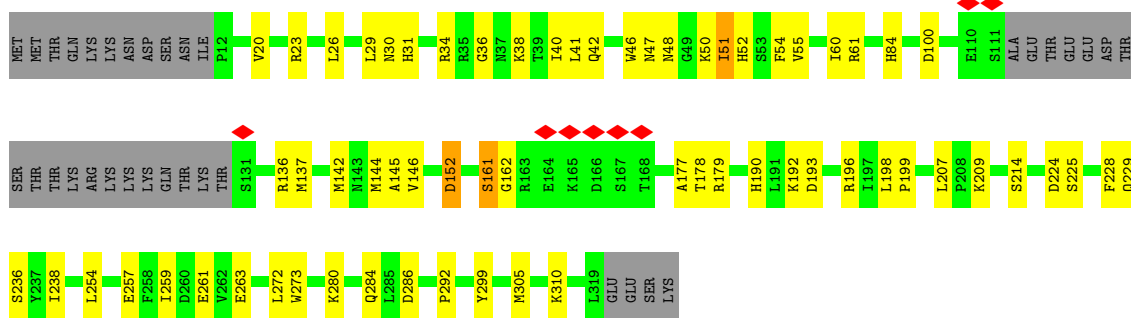 MET MET THR GLN LYS LYS ASN ASP SER ASN ILE P12 V20 R23 L26 L29 N30 H31 R34 R35 G36 N37 K38 T39 I40 L41 Q42 W46 N47 N48 G49 K50 I51 H52 S53 F54 V55 I60 R61 H84 D100 E110 S111 ALA GLU THR GLU GLU ASP THR
SER THR THR LYS ARG LYS LYS LYS GLN THR LYS THR S131 R136 M137 M142 N143 M144 A145 V146 D152 S161 G162 R163 E164 K165 D166 S167 T168 A177 T178 R179 H190 L191 K192 D193 R196 I197 L198 P199 L207 P208 K209 S214 D224 S225 F228 Q229
S236 Y237 I238 L254 E257 F258 I259 D260 E261 V262 E263 L272 W273 K280 Q284 L285 D286 P292 Y299 M305 K310 L319 GLU GLU SER LYS